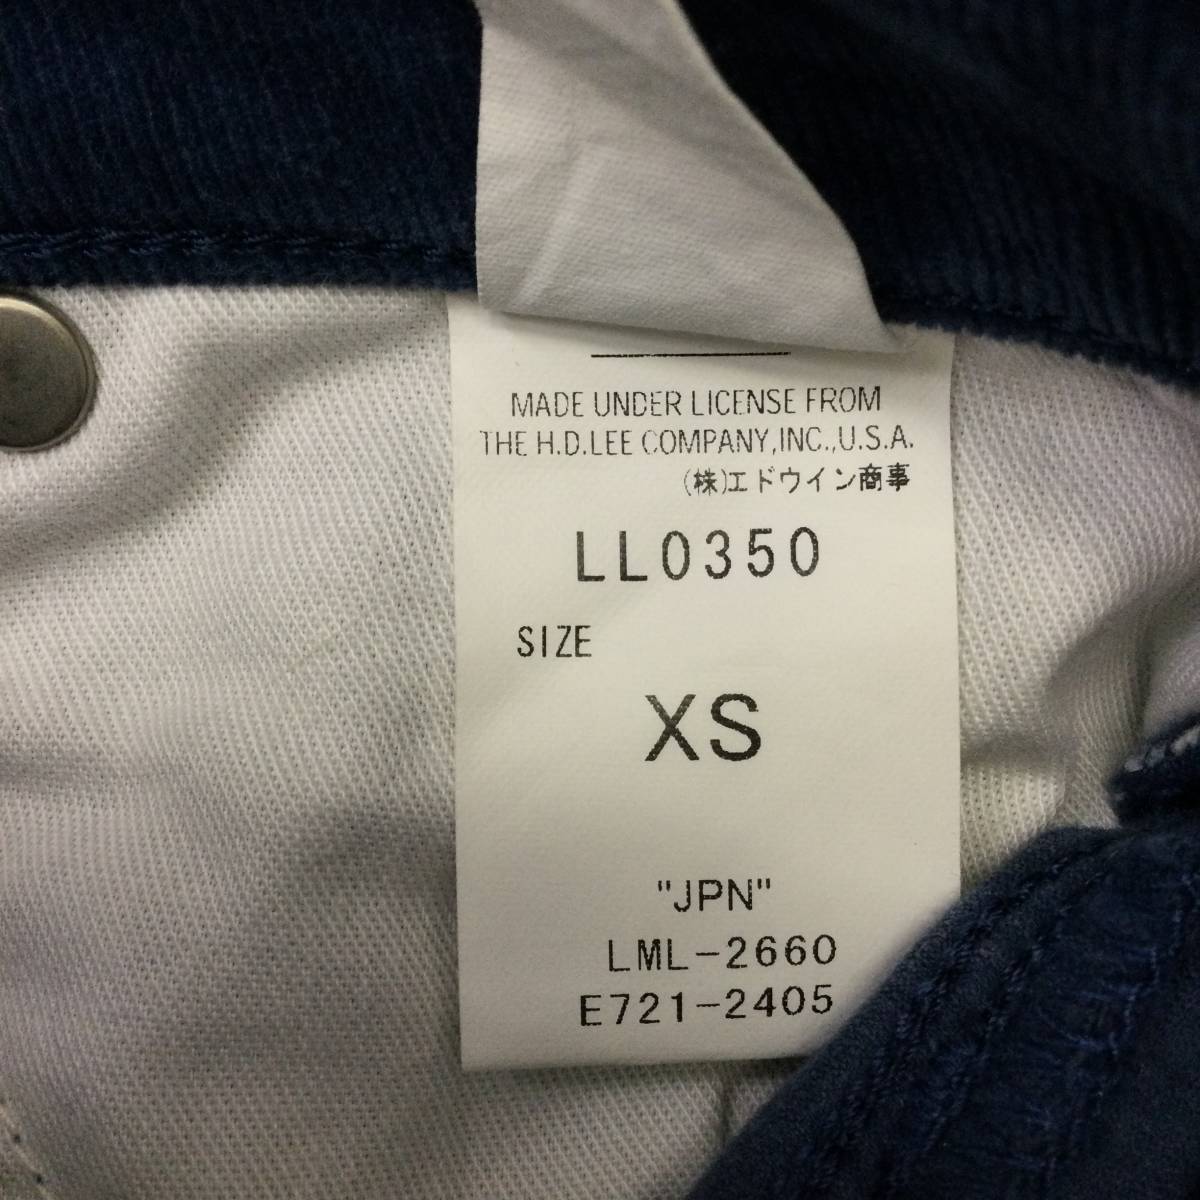 MADE UNDER LICENSE FROM
THE H.D.LEE COMPANY,INC.,U.S.A.
(株)エドウイン商事
LL0350
SIZE
XS
"JPN"
LML-2660
E721-2405